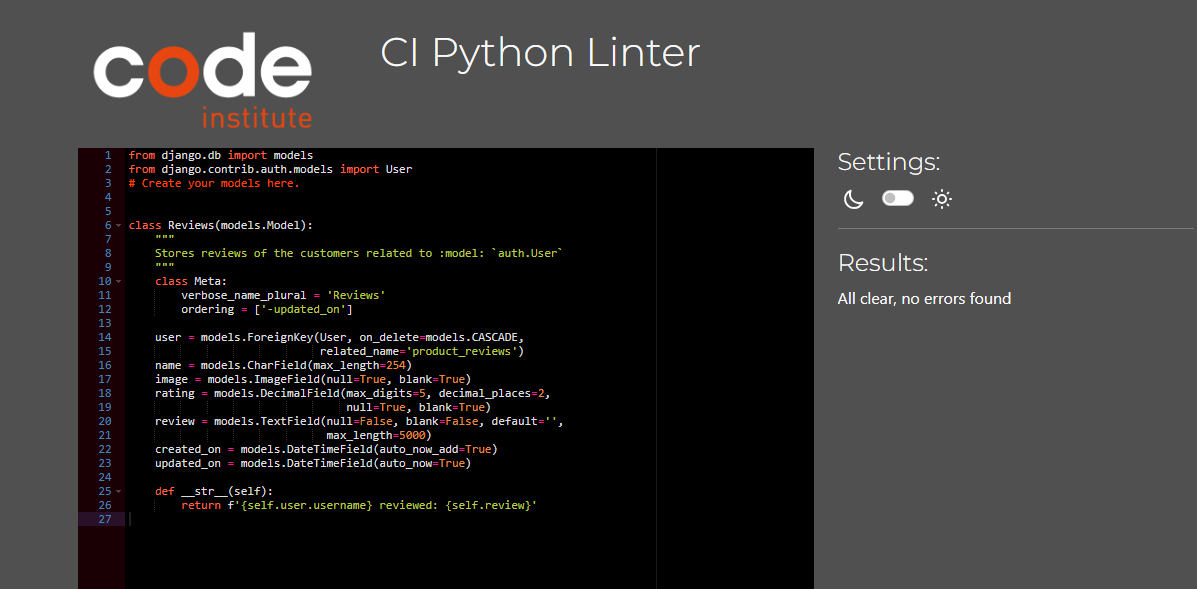 code
institute
CI Python Linter
1 from django.db import models
2 from django.contrib.auth.models import User
3 # Create your models here.
4
5
6 class Reviews(models.Model):
7     """
8     Stores reviews of the customers related to :model: `auth.User`
9     """
10     class Meta:
11         verbose_name_plural = 'Reviews'
12         ordering = ['-updated_on']
13
14     user = models.ForeignKey(User, on_delete=models.CASCADE,
15                              related_name='product_reviews')
16     name = models.CharField(max_length=254)
17     image = models.ImageField(null=True, blank=True)
18     rating = models.DecimalField(max_digits=5, decimal_places=2,
19                                  null=True, blank=True)
20     review = models.TextField(null=False, blank=False, default='',
21                               max_length=5000)
22     created_on = models.DateTimeField(auto_now_add=True)
23     updated_on = models.DateTimeField(auto_now=True)
24
25     def __str__(self):
26         return f'{self.user.username} reviewed: {self.review}'
27
Settings:
Results:
All clear, no errors found